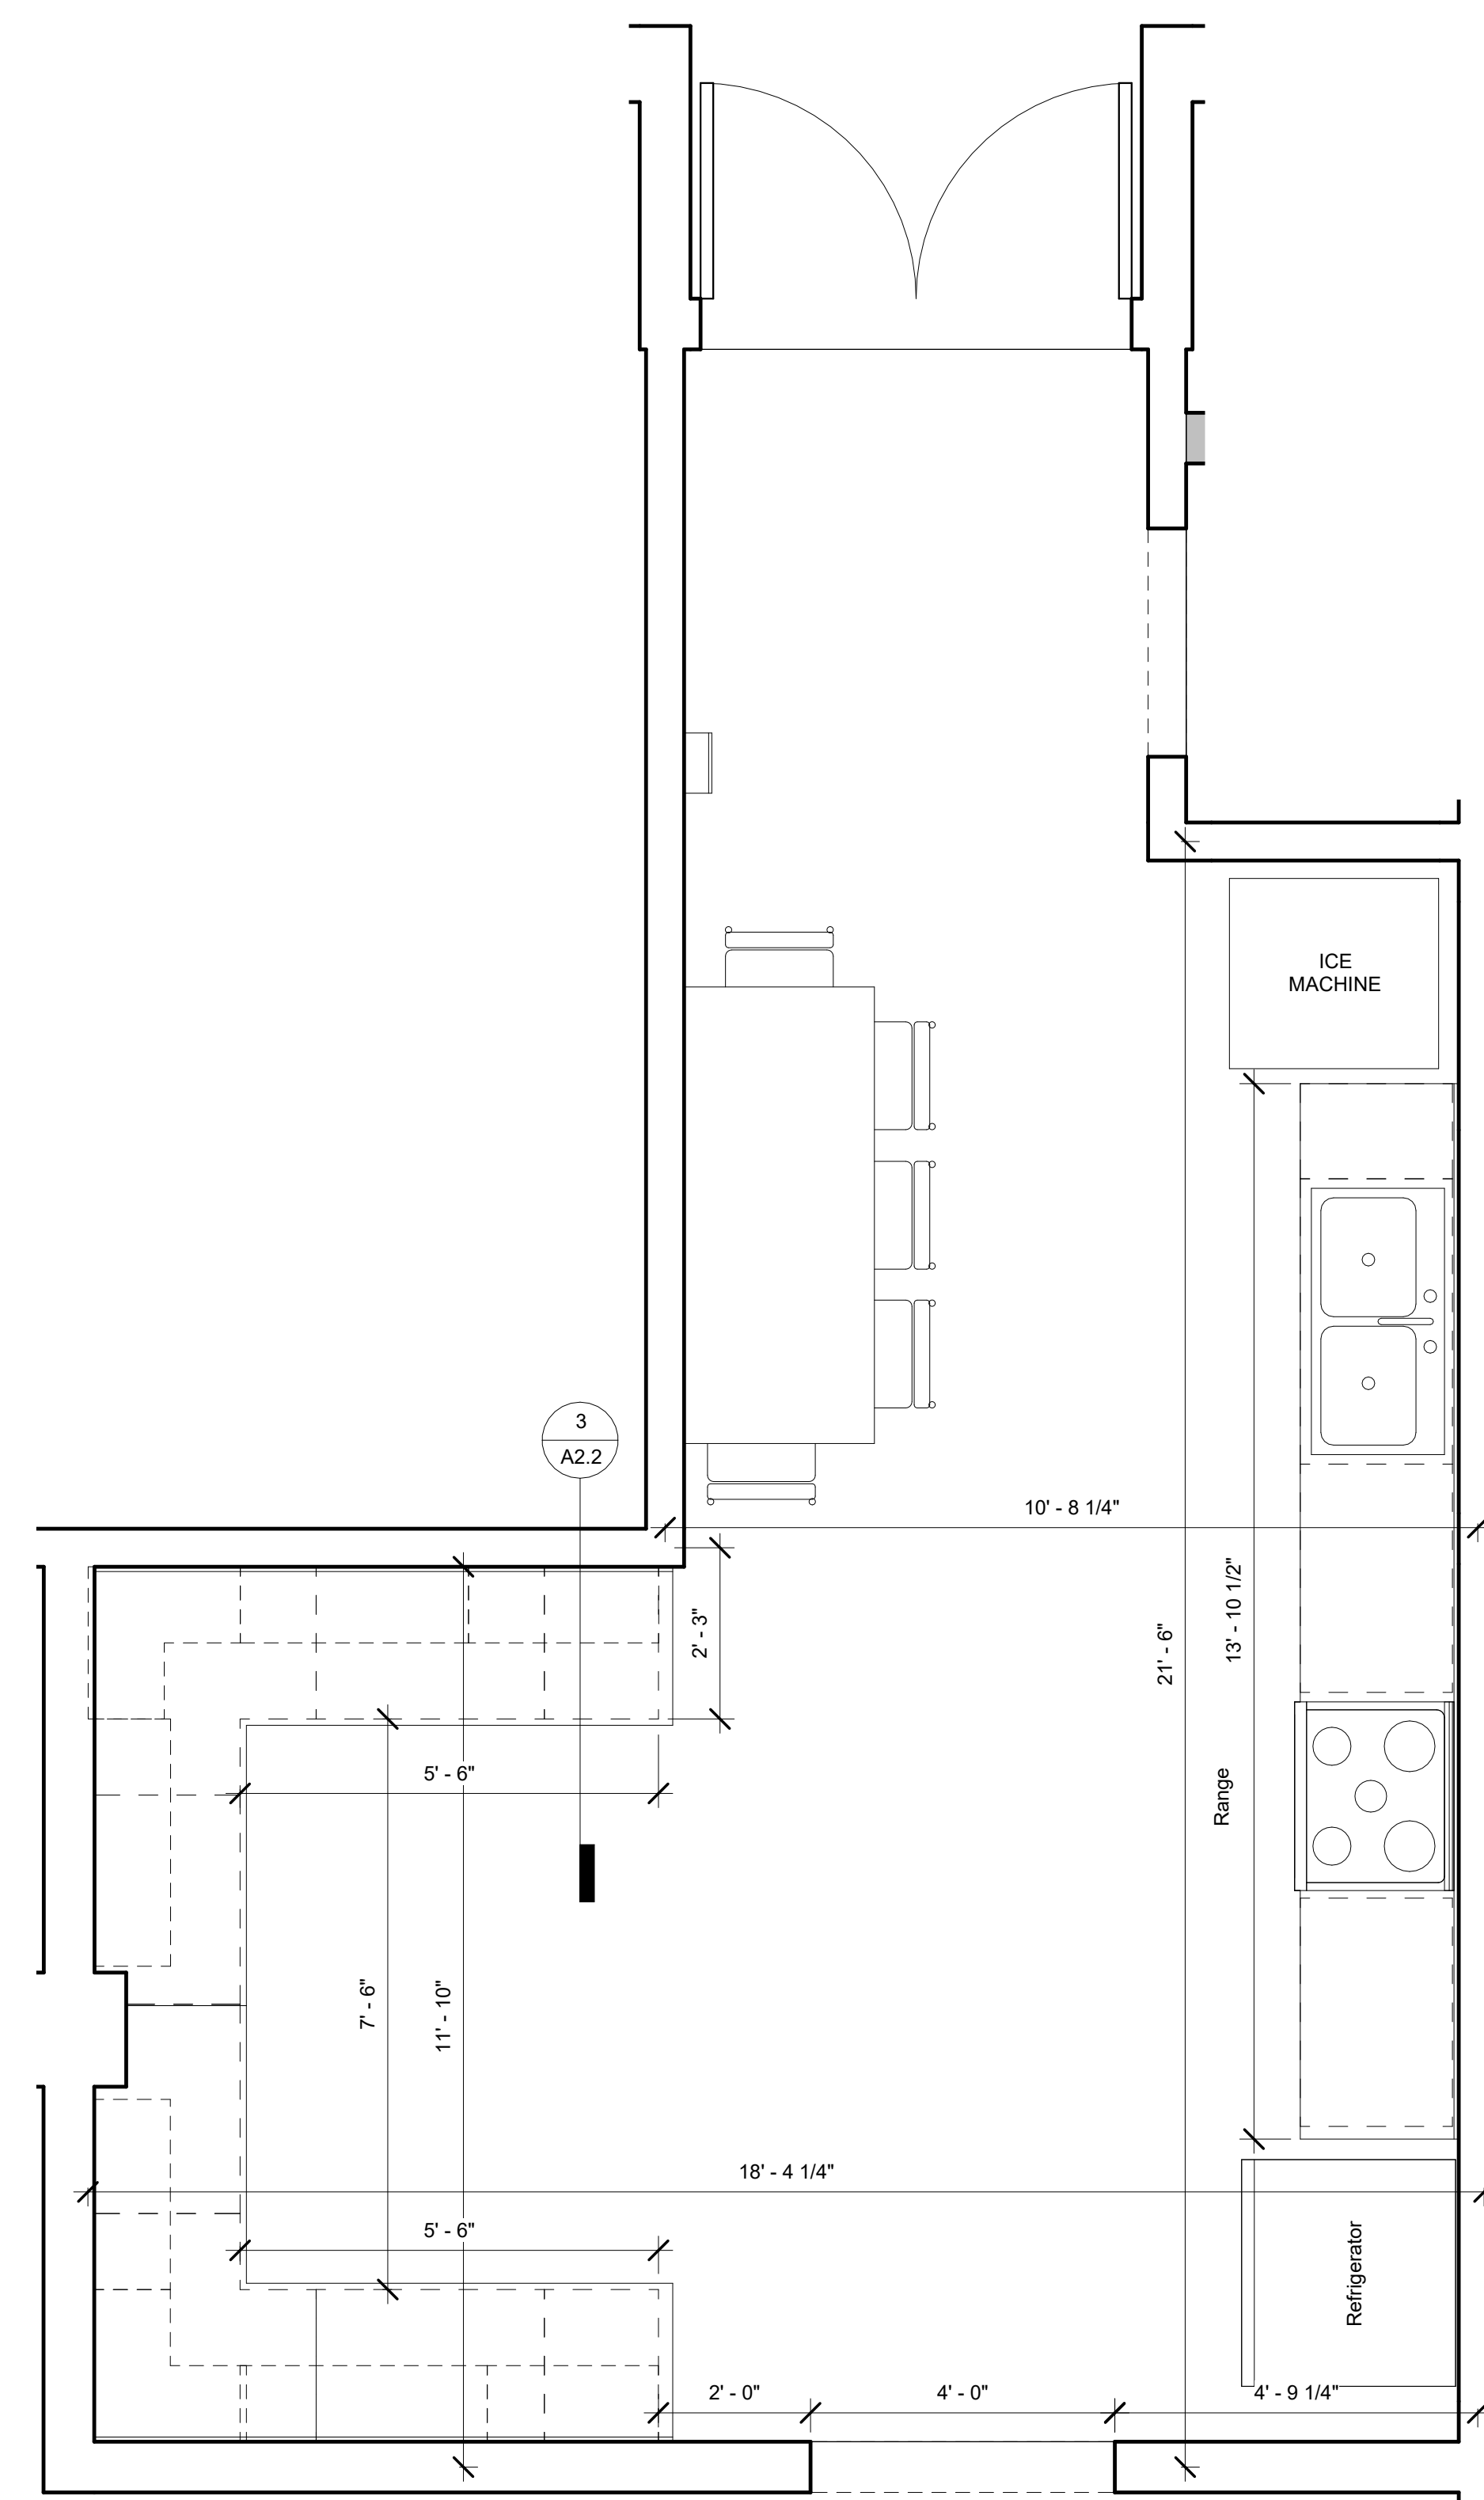 ICE
MACHINE
3
A2.2
10' - 8 1/4"
2' - 3"
21' - 6"
13' - 10 1/2"
5' - 6"
Range
7' - 6"
11' - 10"
18' - 4 1/4"
5' - 6"
Refrigerator
2' - 0"
4' - 0"
4' - 9 1/4"